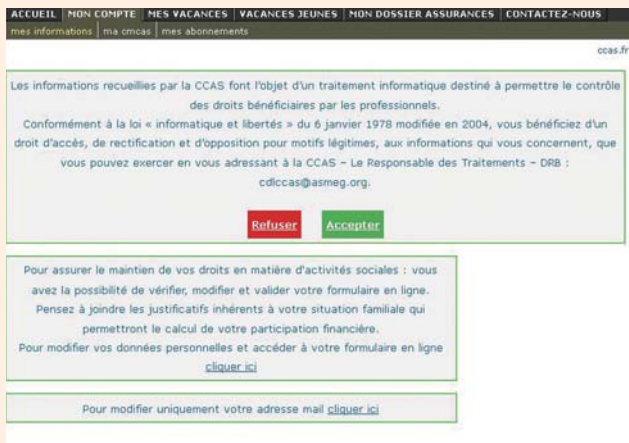 ACCUEIL MON COMPTE MES VACANCES VACANCES JEUNES MON DOSSIER ASSURANCES CONTACTEZ-NOUS
mes informations ma cmcas mes abonnements
ccas.fr
Les informations recueillies par la CCAS font l'objet d'un traitement informatique destiné à permettre le contrôle
des droits bénéficiaires par les professionnels.
Conformément à la loi « informatique et libertés » du 6 janvier 1978 modifiée en 2004, vous bénéficiez d'un
droit d'accès, de rectification et d'opposition pour motifs légitimes, aux informations qui vous concernent, que
vous pouvez exercer en vous adressant à la CCAS – Le Responsable des Traitements – DRB :
cdlccas@asmeg.org.
Refuser Accepter
Pour assurer le maintien de vos droits en matière d'activités sociales : vous
avez la possibilité de vérifier, modifier et valider votre formulaire en ligne.
Pensez à joindre les justificatifs inhérents à votre situation familiale qui
permettront le calcul de votre participation financière.
Pour modifier vos données personnelles et accéder à votre formulaire en ligne
cliquer ici
Pour modifier uniquement votre adresse mail cliquer ici